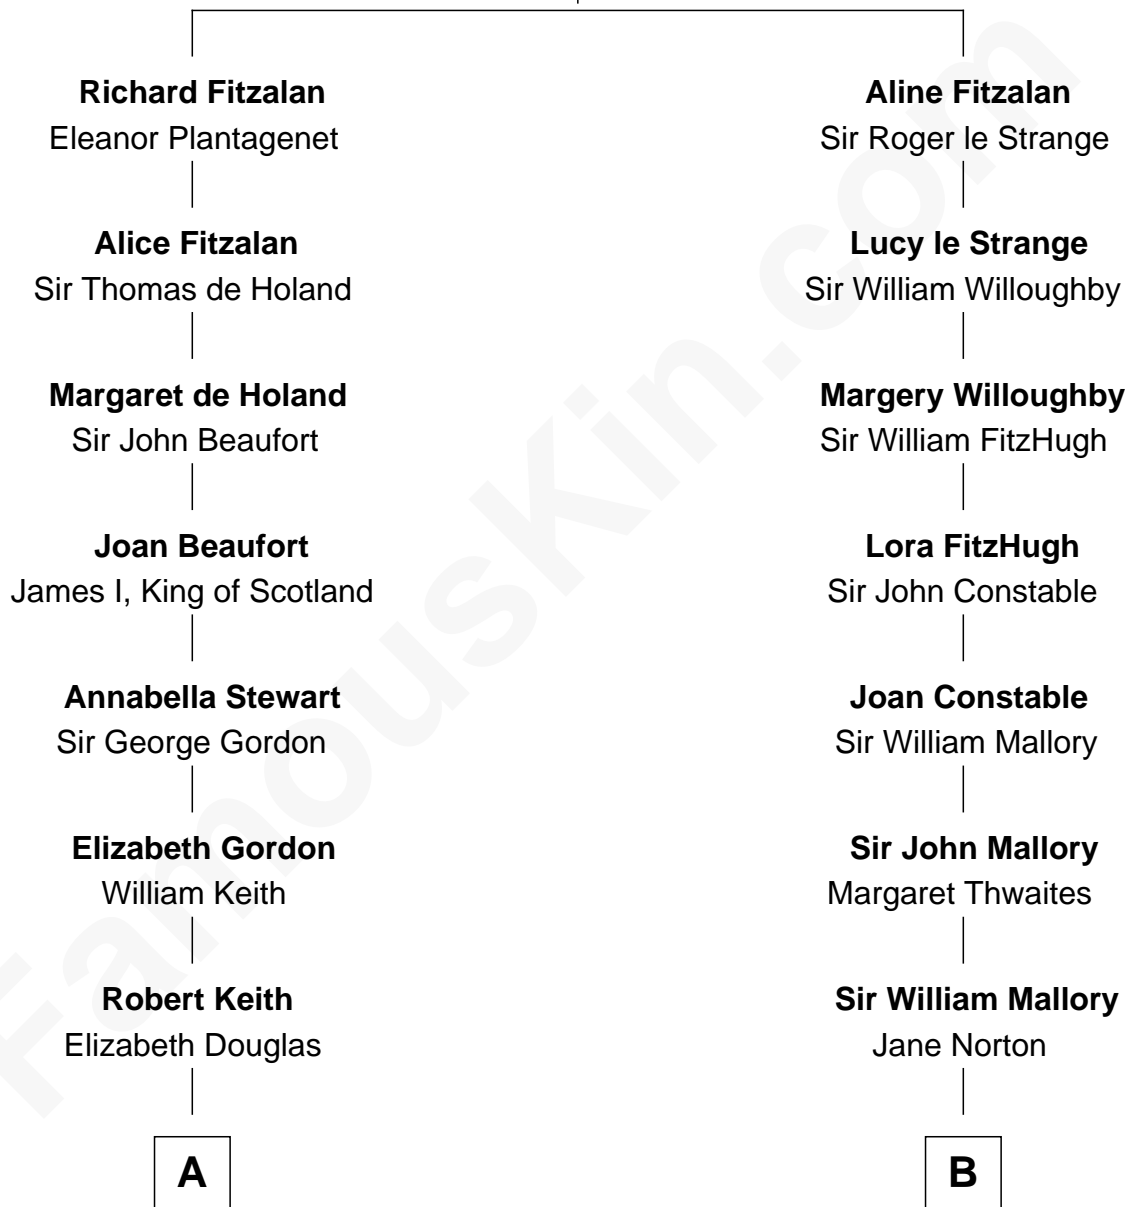 Richard Fitzalan
Eleanor Plantagenet
Alice Fitzalan
Sir Thomas de Holand
Margaret de Holand
Sir John Beaufort
Joan Beaufort
James I, King of Scotland
Annabella Stewart
Sir George Gordon
Elizabeth Gordon
William Keith
Robert Keith
Elizabeth Douglas
A
Aline Fitzalan
Sir Roger le Strange
Lucy le Strange
Sir William Willoughby
Margery Willoughby
Sir William FitzHugh
Lora FitzHugh
Sir John Constable
Joan Constable
Sir William Mallory
Sir John Mallory
Margaret Thwaites
Sir William Mallory
Jane Norton
B
FamousKin.com